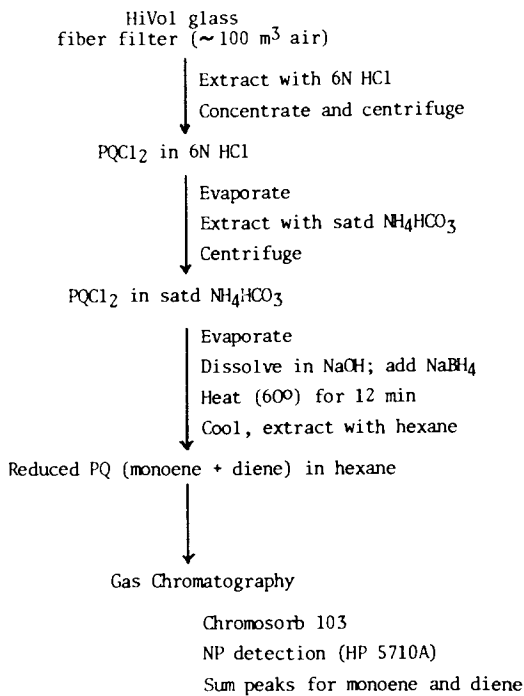 HiVol glass
fiber filter (~100 m³ air)
Extract with 6N HCl
Concentrate and centrifuge
PQCl₂ in 6N HCl
Evaporate
Extract with satd NH₄HCO₃
Centrifuge
PQCl₂ in satd NH₄HCO₃
Evaporate
Dissolve in NaOH; add NaBH₄
Heat (60º) for 12 min
Cool, extract with hexane
Reduced PQ (monoene + diene) in hexane
Gas Chromatography
Chromosorb 103
NP detection (HP 5710A)
Sum peaks for monoene and diene